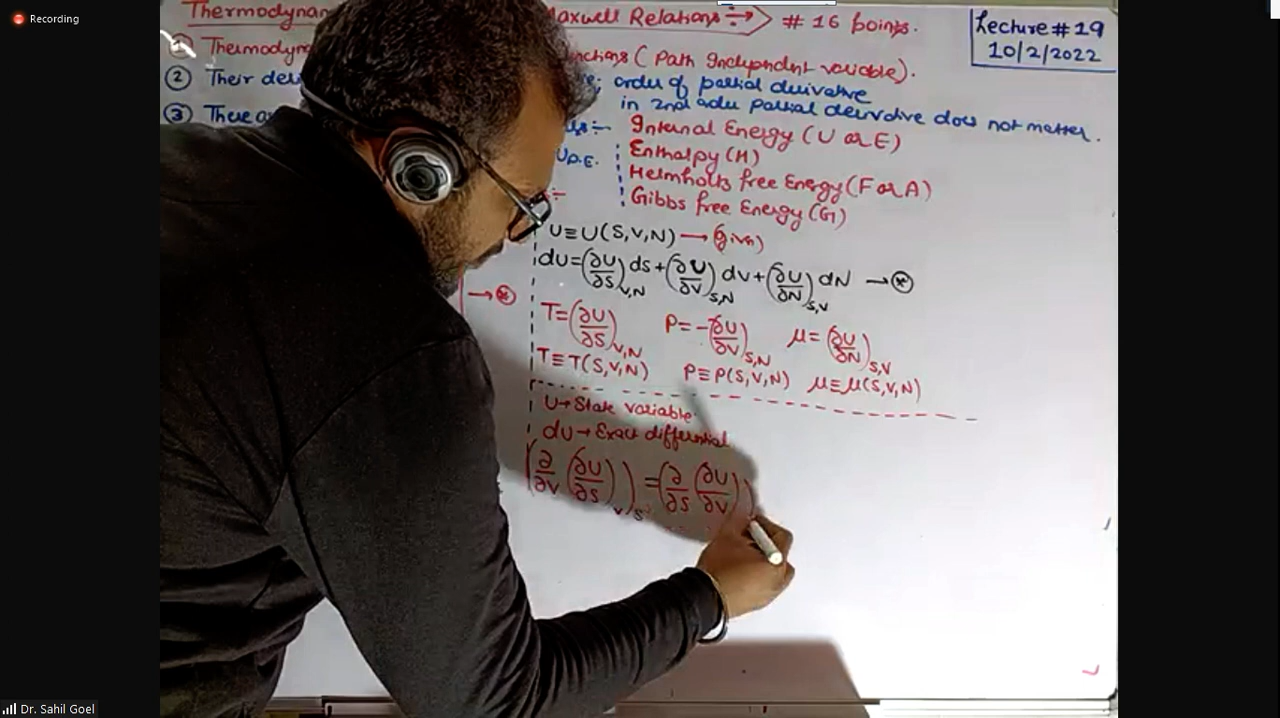 Recording
Thermodynam Maxwell Relations ÷→ # 16 points.
Lecture # 19
10/2/2022
① Thermodyna nctions (Path Independent variable).
② Their der ; order of partial derivative
in 2nd order partial derivative does not matter.
③ There a :- Internal Energy (U or E)
U.P.E. Enthalpy (H)
Helmholtz free Energy (F or A)
:- Gibbs free Energy (G)
U ≡ U(S,V,N) → (given)
dU = (∂U/∂S)V,N dS + (∂U/∂V)S,N dV + (∂U/∂N)S,V dN → ⊛
→ ⊛
T = (∂U/∂S)V,N P = -(∂U/∂V)S,N μ = (∂U/∂N)S,V
T ≡ T(S,V,N) P ≡ P(S,V,N) μ ≡ μ(S,V,N)
U → State variable
dU → Exact differential
(∂/∂V (∂U/∂S)V)S = (∂/∂S (∂U/∂V)
Dr. Sahil Goel